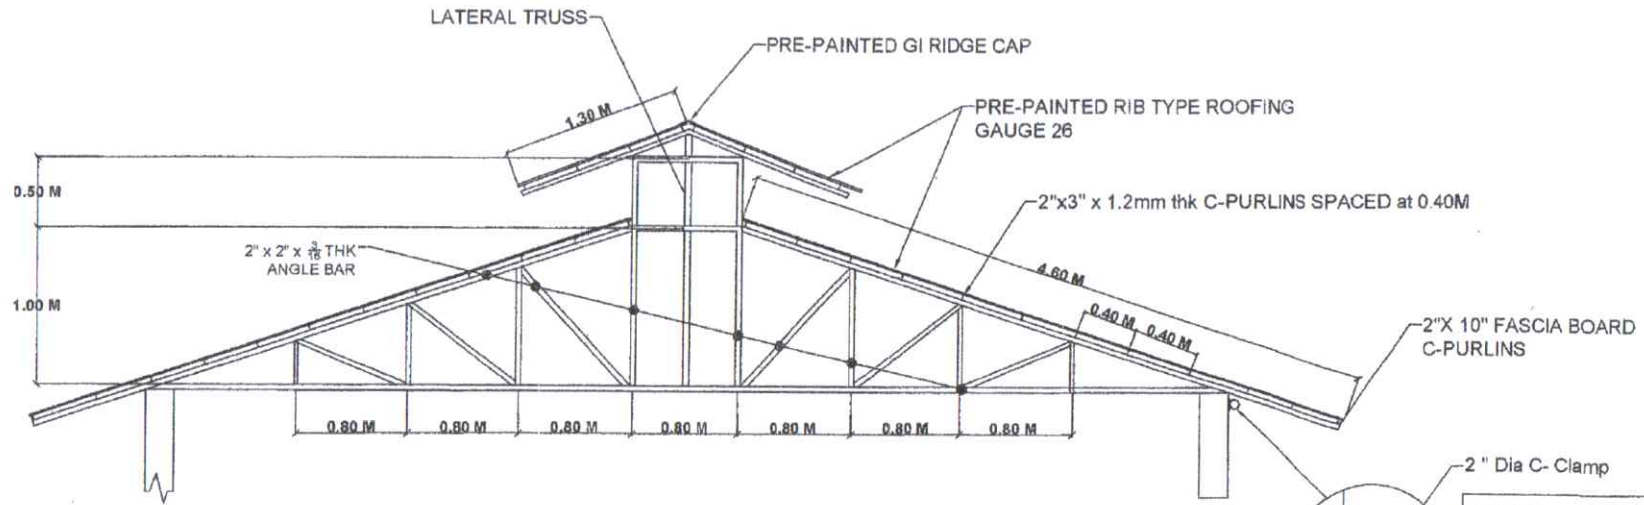 LATERAL TRUSS
PRE-PAINTED GI RIDGE CAP
1.30 M
PRE-PAINTED RIB TYPE ROOFING
GAUGE 26
0.50 M
2"x3" x 1.2mm thk C-PURLINS SPACED at 0.40M
2" x 2" x 3/16 THK
ANGLE BAR
4.60 M
1.00 M
0.40 M
0.40 M
2"X 10" FASCIA BOARD
C-PURLINS
0.80 M 0.80 M 0.80 M 0.80 M 0.80 M 0.80 M 0.80 M
2 " Dia C- Clamp